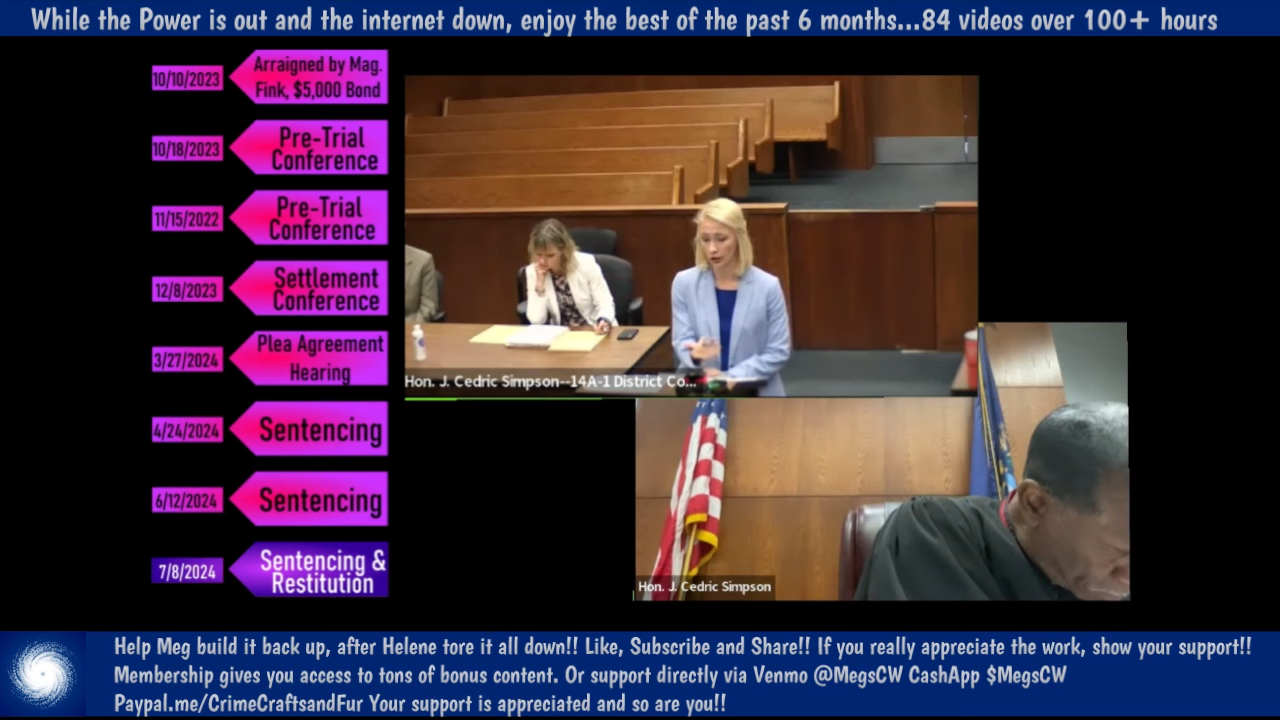 While the Power is out and the internet down, enjoy the best of the past 6 months...84 videos over 100+ hours
10/10/2023
Arraigned by Mag.
Fink, $5,000 Bond
10/18/2023
Pre-Trial
Conference
11/15/2022
Pre-Trial
Conference
12/8/2023
Settlement
Conference
3/27/2024
Plea Agreement
Hearing
4/24/2024
Sentencing
6/12/2024
Sentencing
7/8/2024
Sentencing &
Restitution
Hon. J. Cedric Simpson--14A-1 District Co...
Hon. J. Cedric Simpson
Help Meg build it back up, after Helene tore it all down!! Like, Subscribe and Share!! If you really appreciate the work, show your support!!
Membership gives you access to tons of bonus content. Or support directly via Venmo @MegsCW CashApp $MegsCW
Paypal.me/CrimeCraftsandFur Your support is appreciated and so are you!!